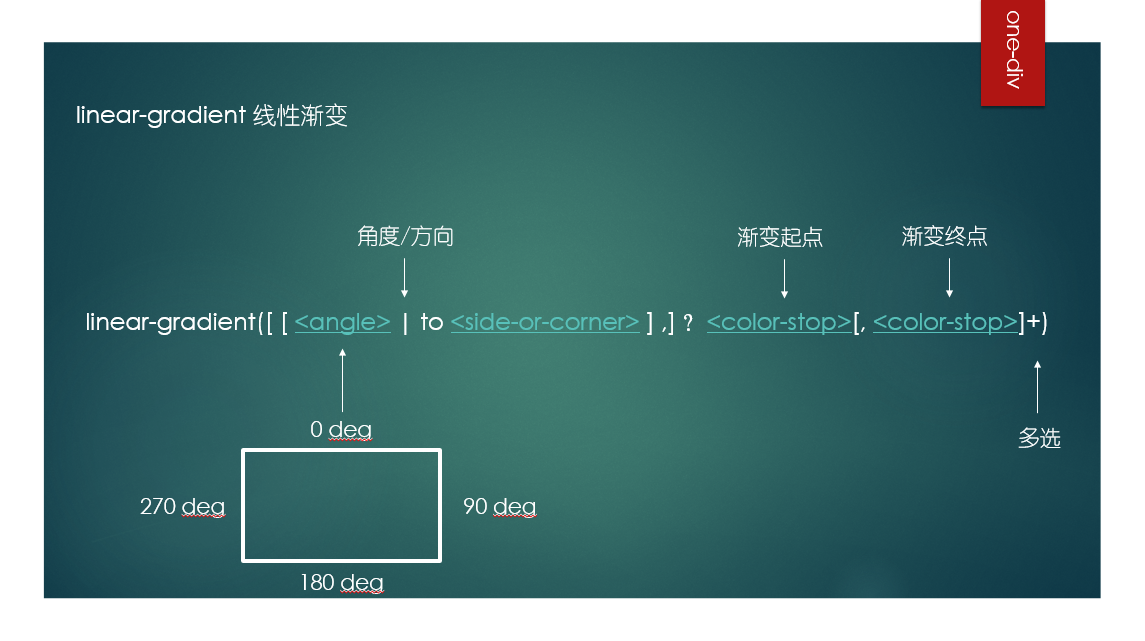 one-div
linear-gradient 线性渐变
角度/方向
渐变起点
渐变终点
linear-gradient([ [ <angle> | to <side-or-corner> ] ,] ? <color-stop>[, <color-stop>]+)
0 deg
多选
270 deg
90 deg
180 deg